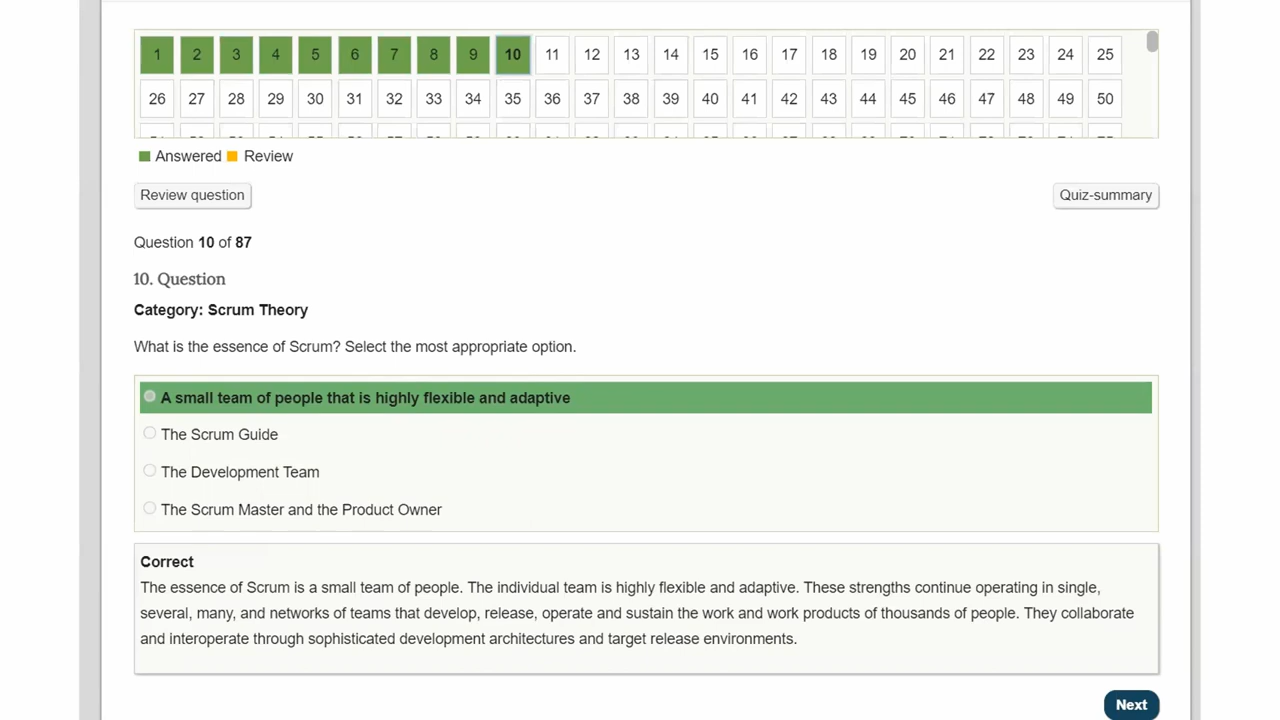 1 2 3 4 5 6 7 8 9 10 11 12 13 14 15 16 17 18 19 20 21 22 23 24 25
26 27 28 29 30 31 32 33 34 35 36 37 38 39 40 41 42 43 44 45 46 47 48 49 50
Answered Review
Review question Quiz-summary
Question 10 of 87
10. Question
Category: Scrum Theory
What is the essence of Scrum? Select the most appropriate option.
A small team of people that is highly flexible and adaptive
The Scrum Guide
The Development Team
The Scrum Master and the Product Owner
Correct
The essence of Scrum is a small team of people. The individual team is highly flexible and adaptive. These strengths continue operating in single,
several, many, and networks of teams that develop, release, operate and sustain the work and work products of thousands of people. They collaborate
and interoperate through sophisticated development architectures and target release environments.
Next